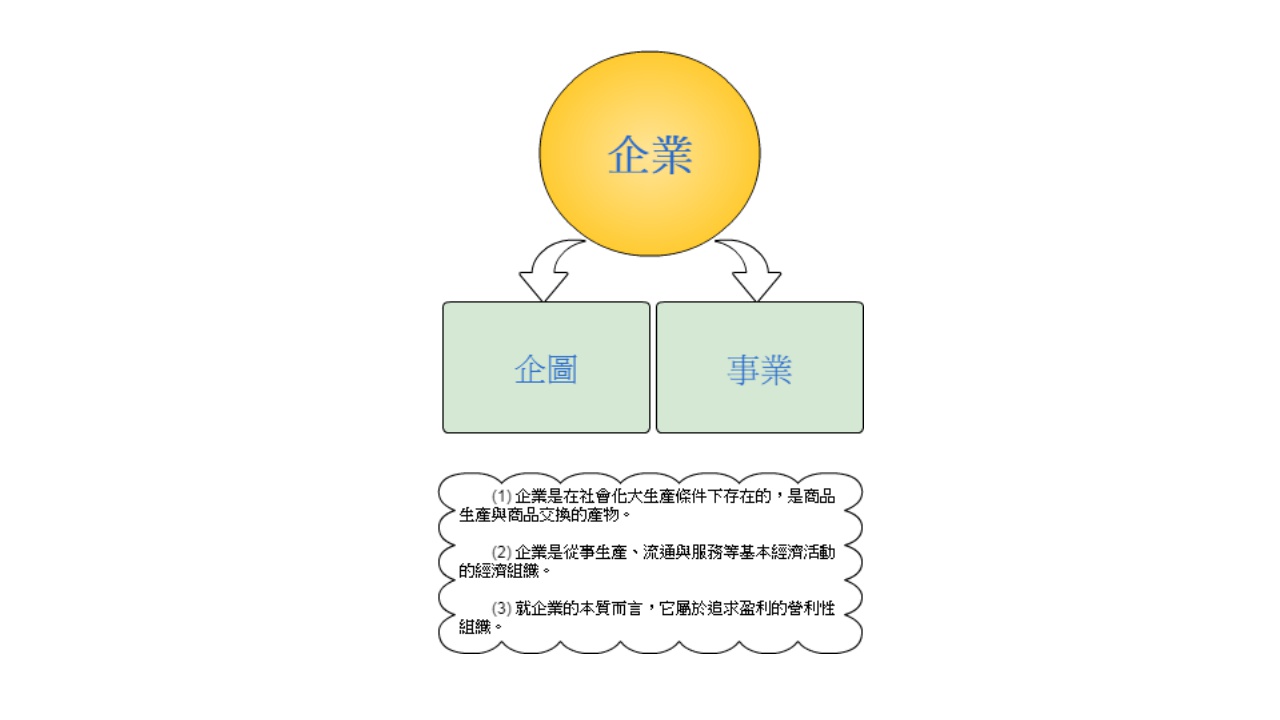 企業
企圖
事業
(1) 企業是在社會化大生產條件下存在的，是商品
生產與商品交換的產物。
(2) 企業是從事生產、流通與服務等基本經濟活動
的經濟組織。
(3) 就企業的本質而言，它屬於追求盈利的營利性
組織。